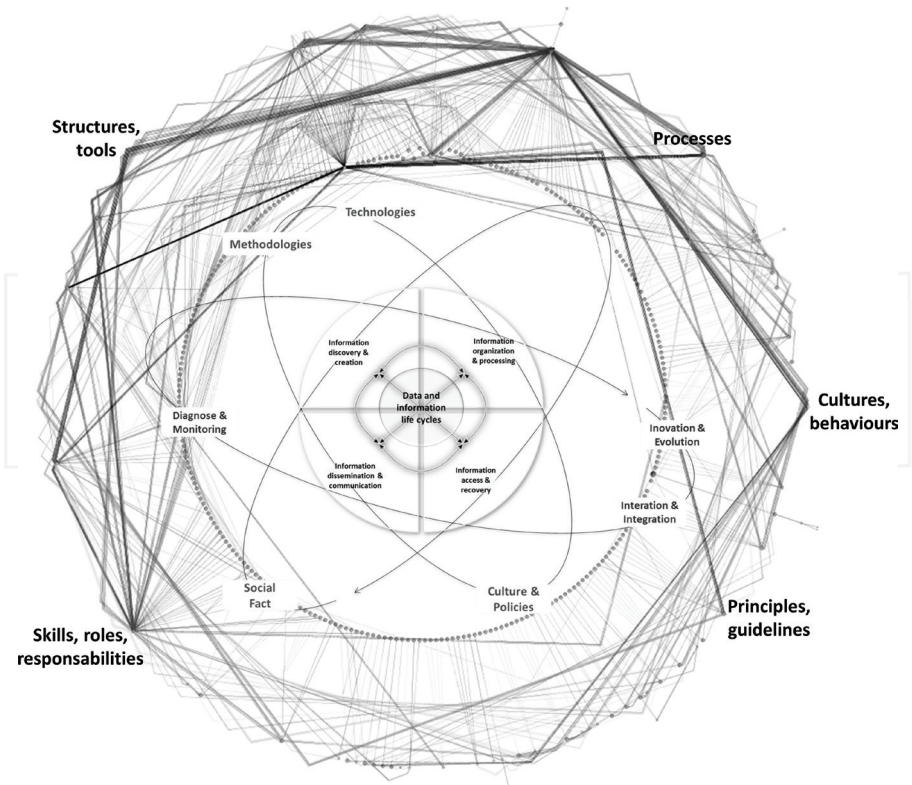 Structures,
tools
Processes
Technologies
Methodologies
Information
discovery &
creation
Information
organization
& processing
Data and
information
life cycles
Diagnose &
Monitoring
Cultures,
behaviours
Inovation &
Evolution
Information
dissemination &
communication
Information
access &
recovery
Interation &
Integration
Social
Fact
Culture &
Policies
Principles,
guidelines
Skills, roles,
responsabilities